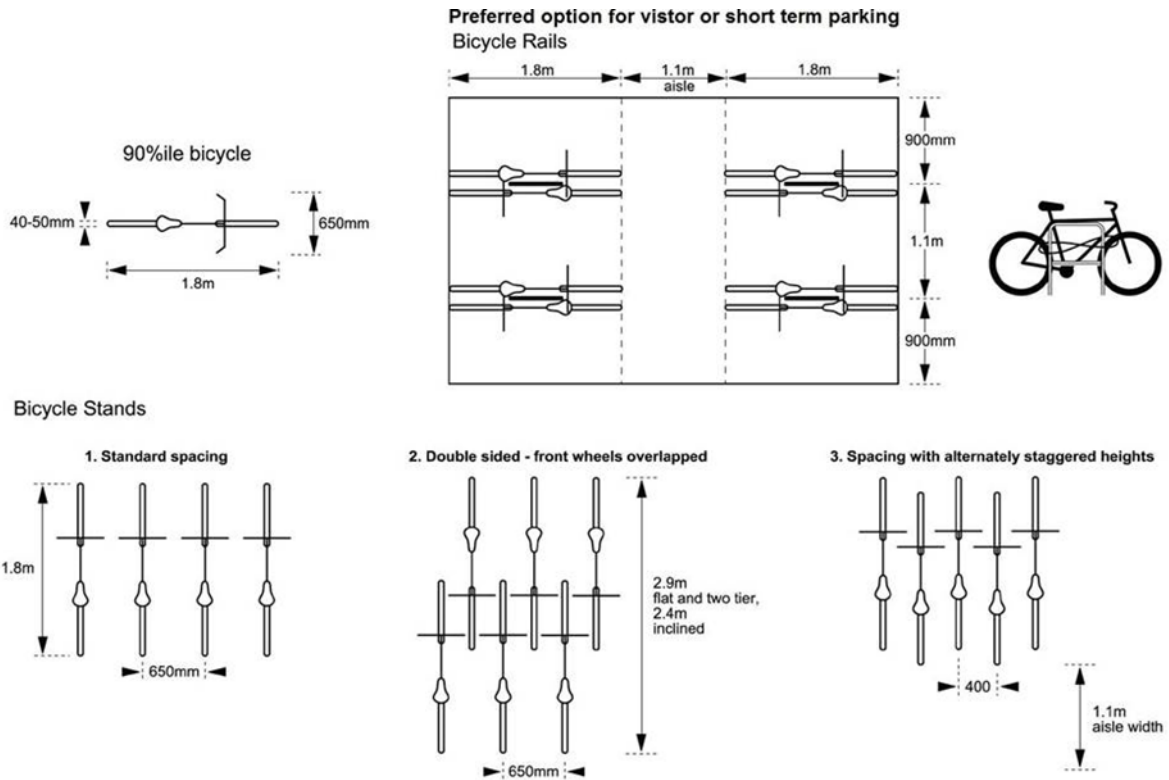 Preferred option for vistor or short term parking
Bicycle Rails
1.8m
1.1m
aisle
1.8m
900mm
1.1m
900mm
90%ile bicycle
40-50mm
650mm
1.8m
Bicycle Stands
1. Standard spacing
1.8m
650mm
2. Double sided - front wheels overlapped
2.9m
flat and two tier,
2.4m
inclined
650mm
3. Spacing with alternately staggered heights
400
1.1m
aisle width